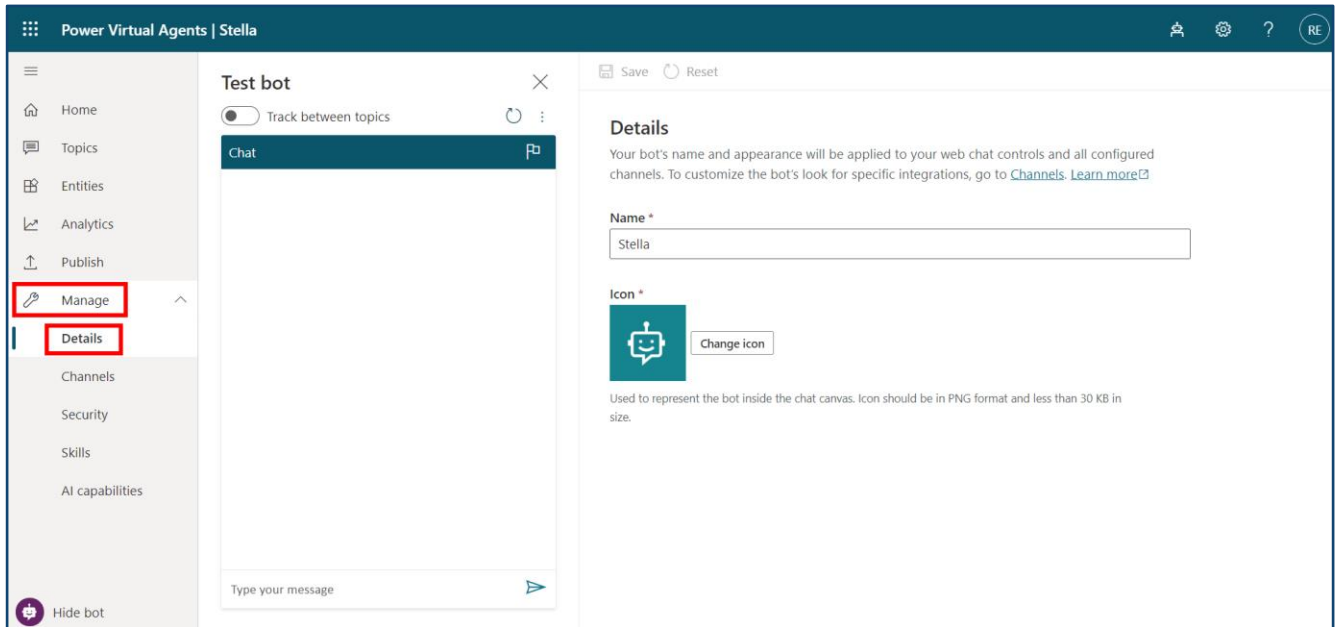 Power Virtual Agents | Stella
?
RE
Home
Topics
Entities
Analytics
Publish
Manage
Details
Channels
Security
Skills
AI capabilities
Hide bot
Test bot
Track between topics
Chat
Type your message
Save
Reset
Details
Your bot's name and appearance will be applied to your web chat controls and all configured
channels. To customize the bot's look for specific integrations, go to Channels. Learn more
Name *
Stella
Icon *
Change icon
Used to represent the bot inside the chat canvas. Icon should be in PNG format and less than 30 KB in
size.